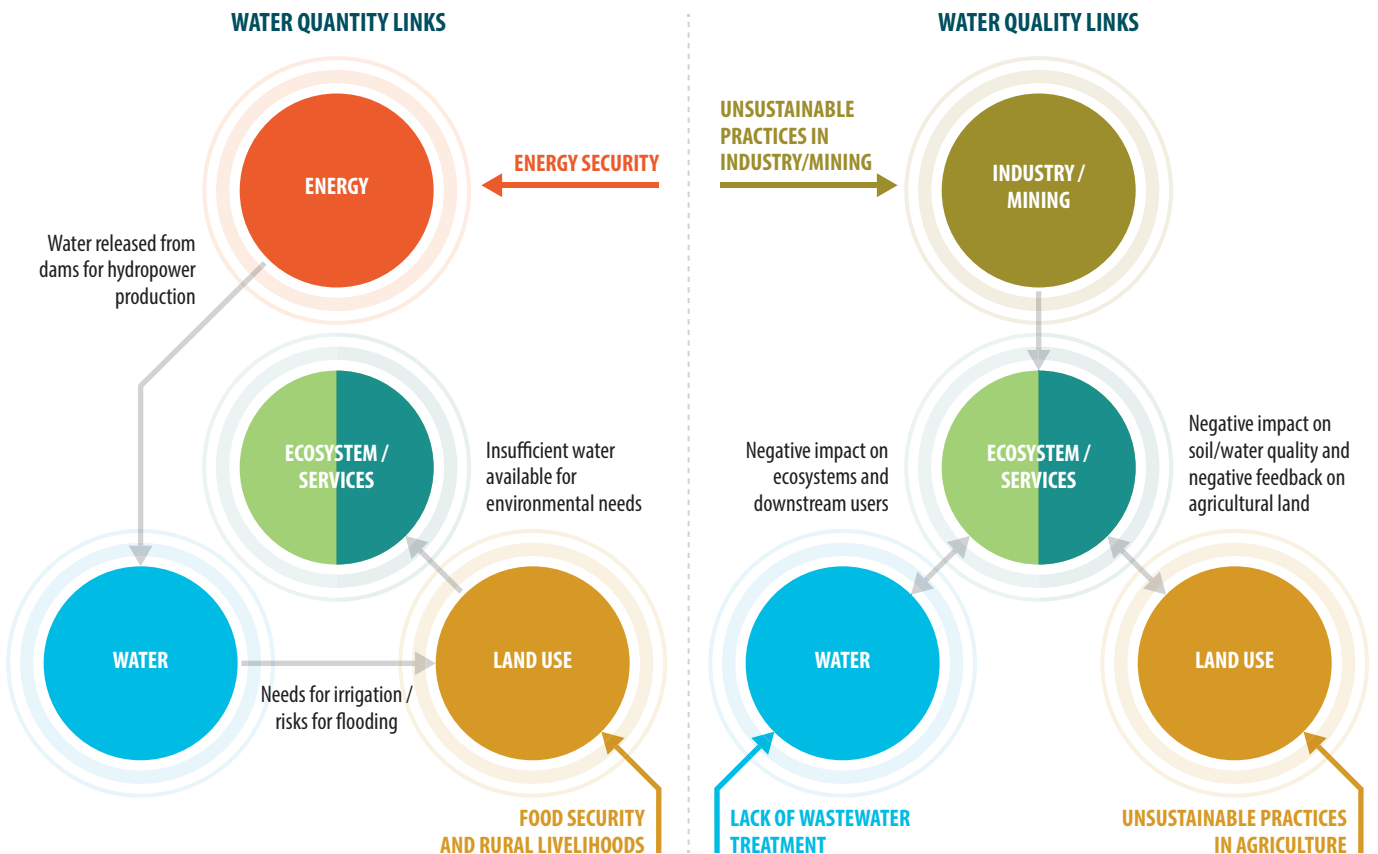 WATER QUANTITY LINKS
ENERGY
ENERGY SECURITY
Water released from
dams for hydropower
production
ECOSYSTEM /
SERVICES
Insufficient water
available for
environmental needs
WATER
Needs for irrigation /
risks for flooding
LAND USE
FOOD SECURITY
AND RURAL LIVELIHOODS
WATER QUALITY LINKS
UNSUSTAINABLE
PRACTICES IN
INDUSTRY/MINING
INDUSTRY /
MINING
Negative impact on
ecosystems and
downstream users
ECOSYSTEM /
SERVICES
Negative impact on
soil/water quality and
negative feedback on
agricultural land
WATER
LAND USE
LACK OF WASTEWATER
TREATMENT
UNSUSTAINABLE PRACTICES
IN AGRICULTURE